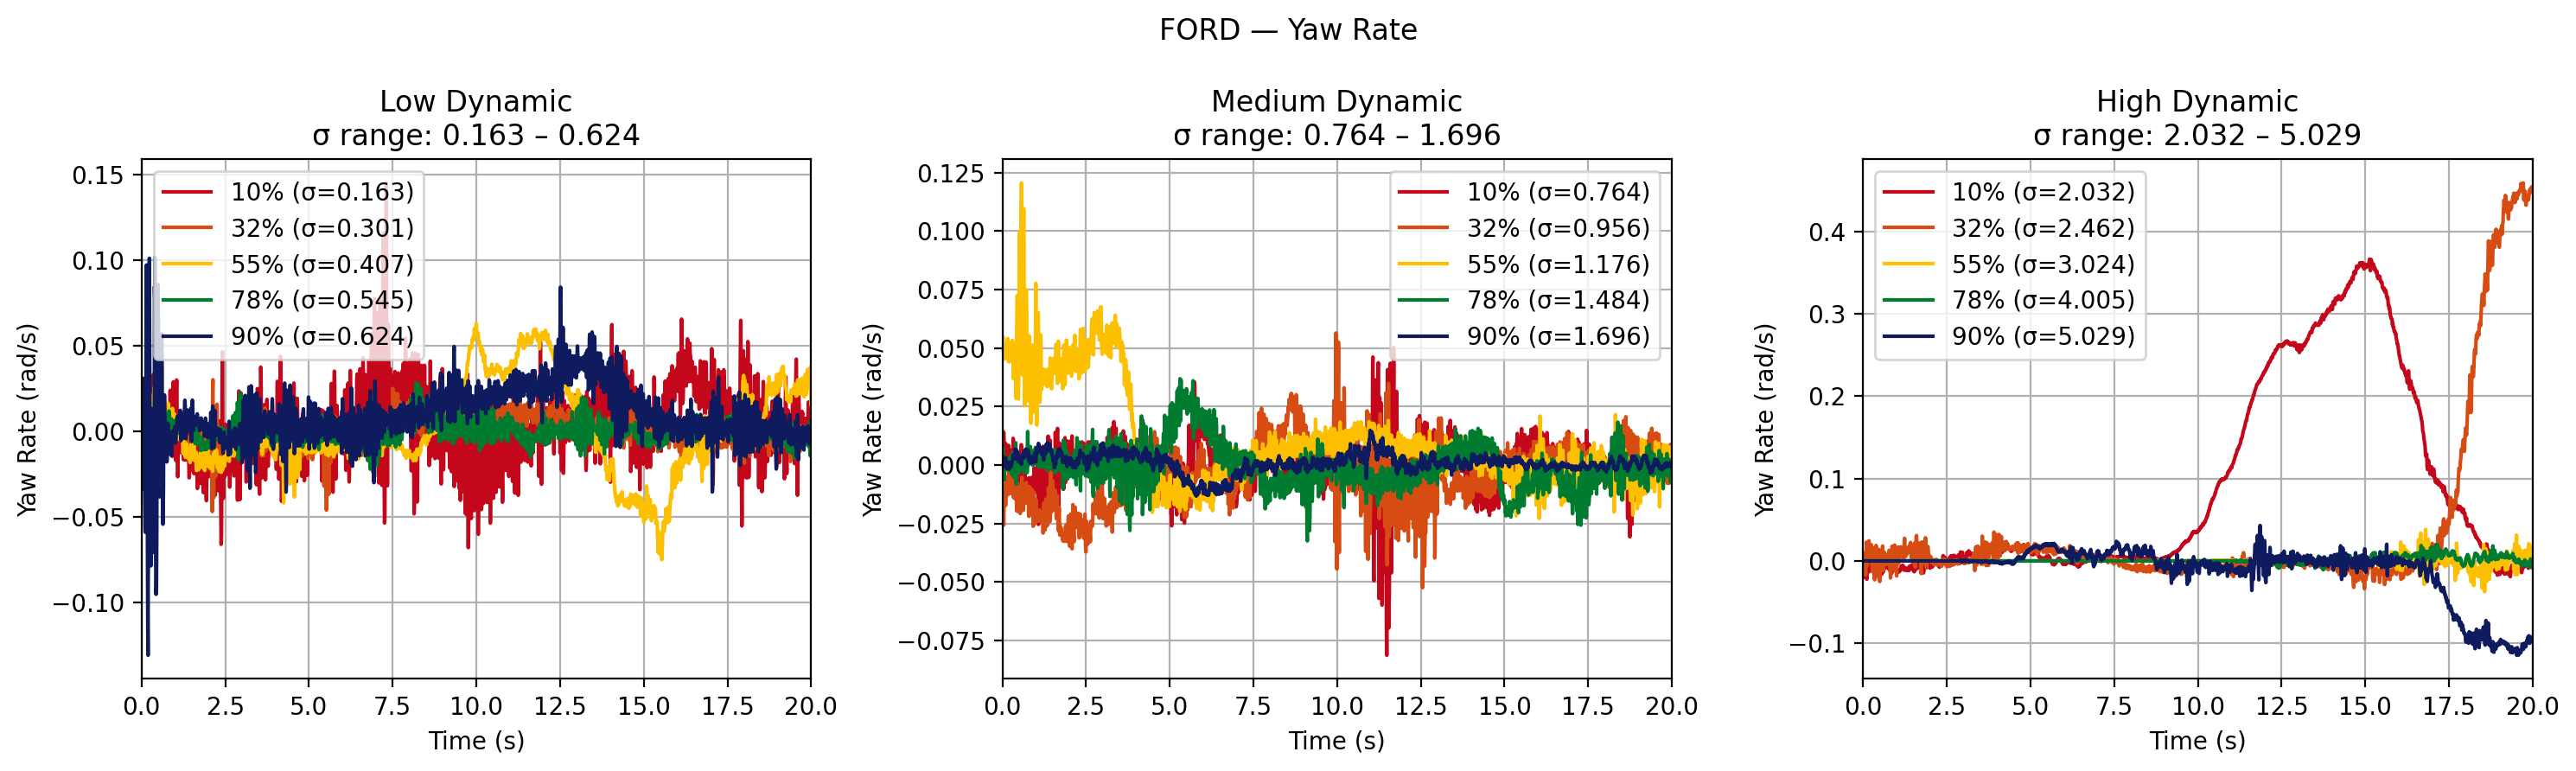 FORD — Yaw Rate
Low Dynamic
σ range: 0.163 – 0.624
Yaw Rate (rad/s)
0.15
0.10
0.05
0.00
−0.05
−0.10
10% (σ=0.163)
32% (σ=0.301)
55% (σ=0.407)
78% (σ=0.545)
90% (σ=0.624)
0.0 2.5 5.0 7.5 10.0 12.5 15.0 17.5 20.0
Time (s)
Medium Dynamic
σ range: 0.764 – 1.696
Yaw Rate (rad/s)
0.125
0.100
0.075
0.050
0.025
0.000
−0.025
−0.050
−0.075
10% (σ=0.764)
32% (σ=0.956)
55% (σ=1.176)
78% (σ=1.484)
90% (σ=1.696)
0.0 2.5 5.0 7.5 10.0 12.5 15.0 17.5 20.0
Time (s)
High Dynamic
σ range: 2.032 – 5.029
Yaw Rate (rad/s)
0.4
0.3
0.2
0.1
0.0
−0.1
10% (σ=2.032)
32% (σ=2.462)
55% (σ=3.024)
78% (σ=4.005)
90% (σ=5.029)
0.0 2.5 5.0 7.5 10.0 12.5 15.0 17.5 20.0
Time (s)